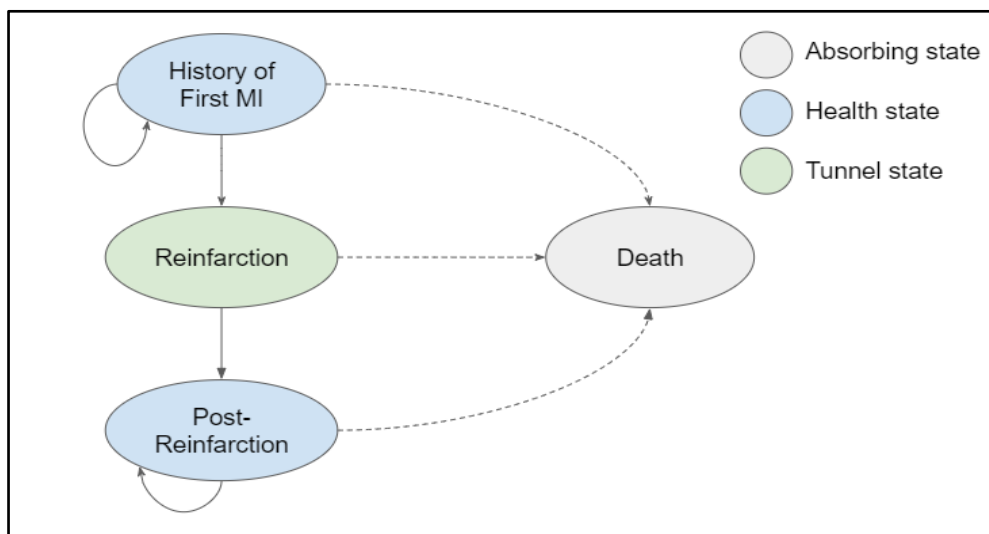 History of
First MI
Absorbing state
Health state
Tunnel state
Reinfarction
Death
Post-
Reinfarction